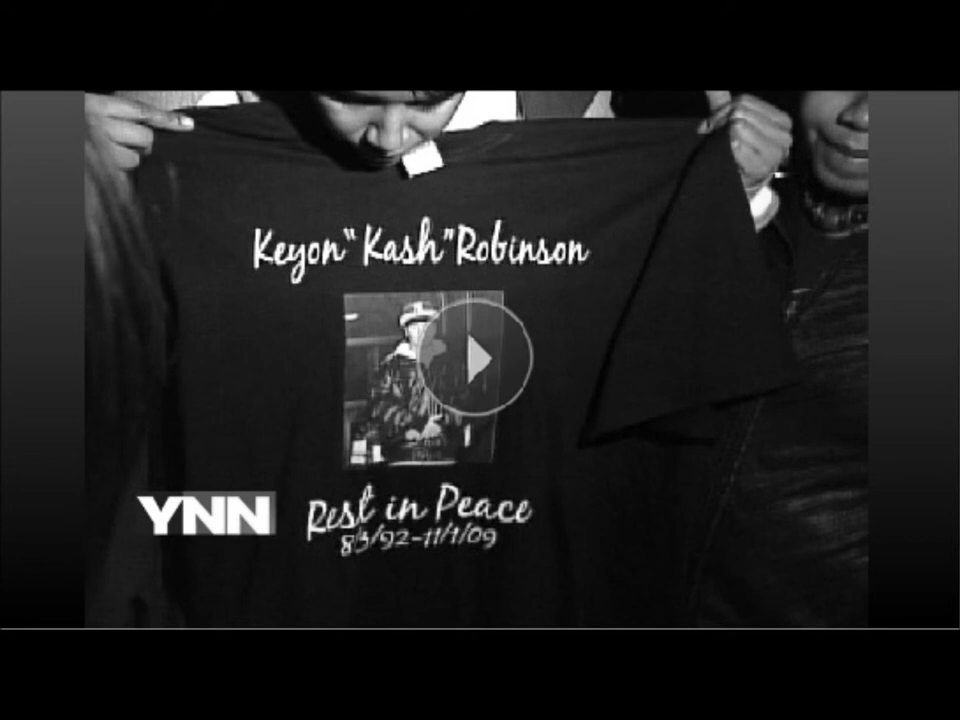 Keyon "Kash" Robinson
YNN
Rest in Peace
8/3/92-11/1/09